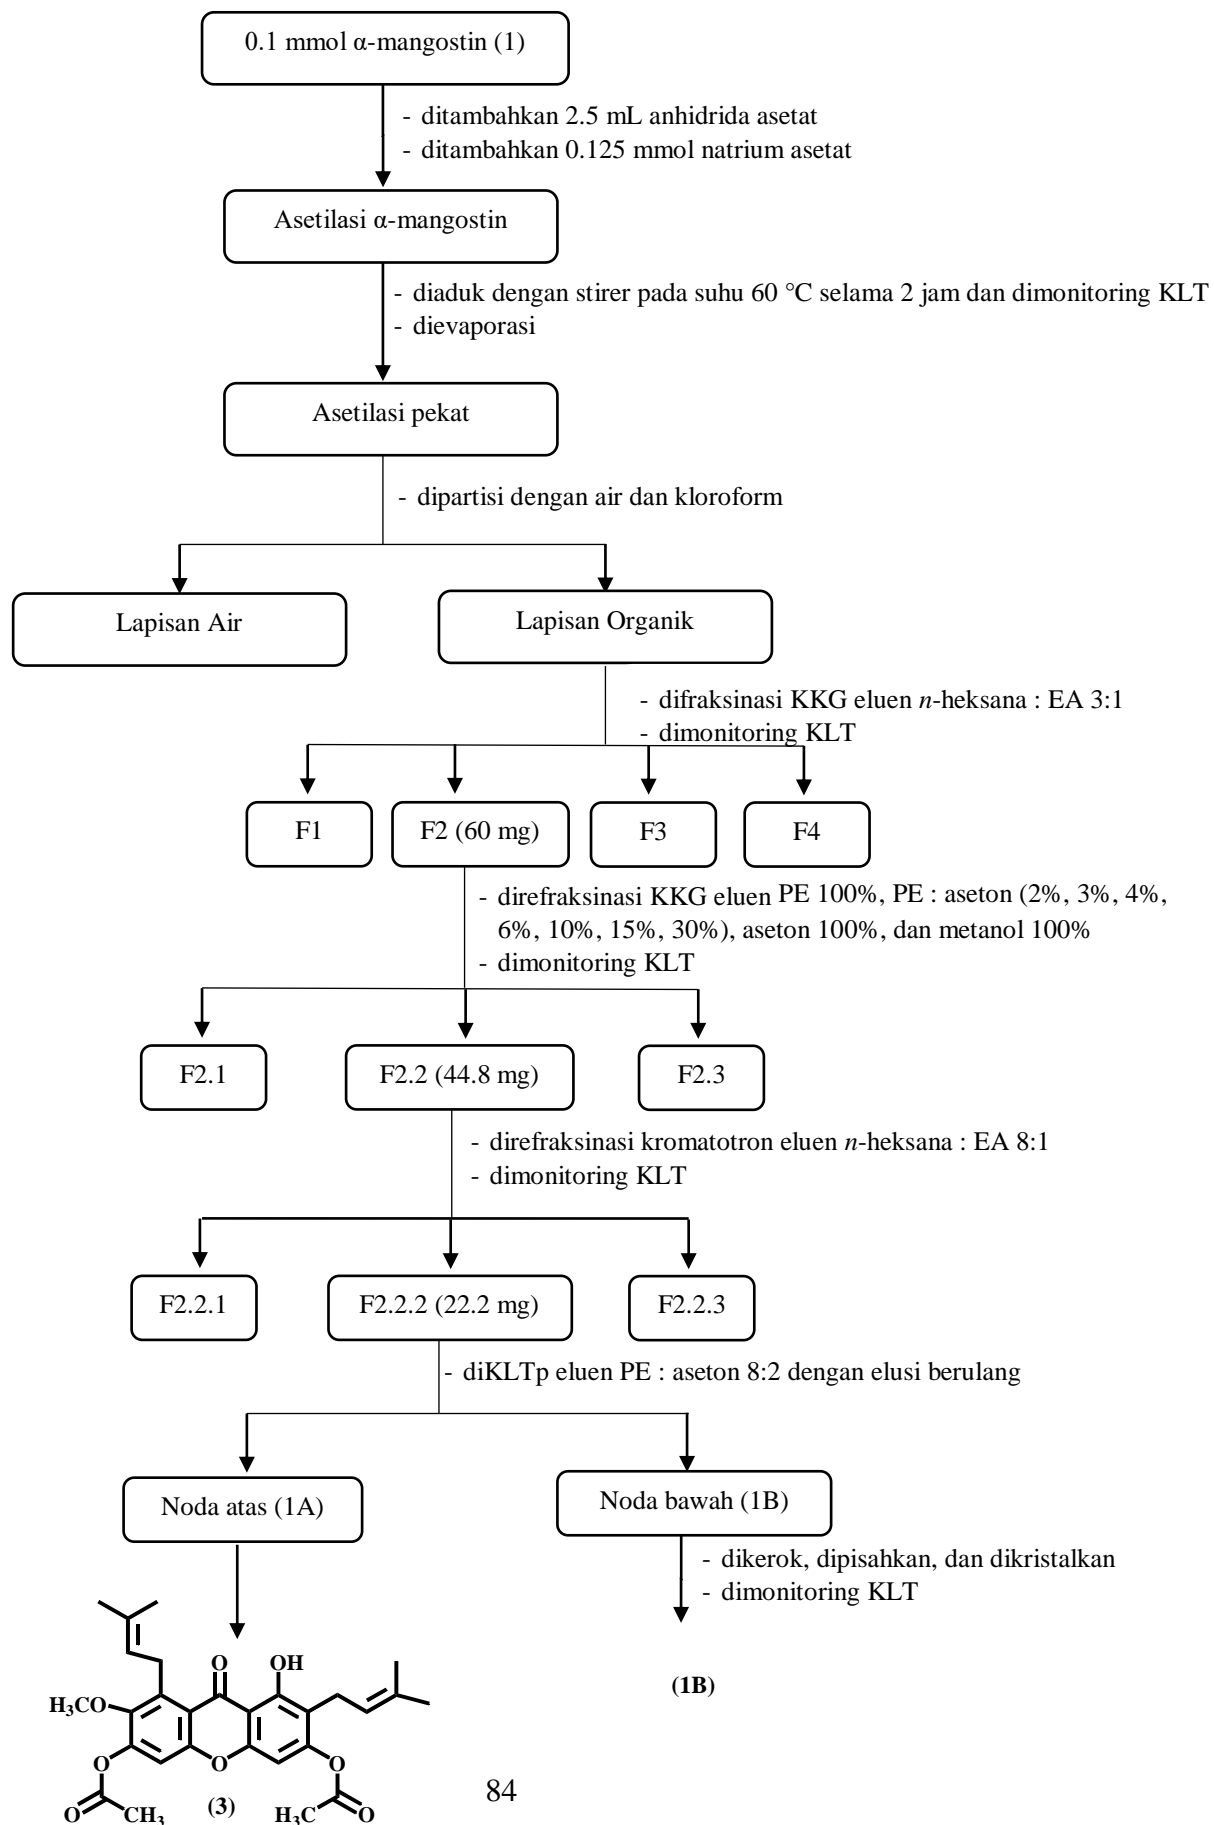 0.1 mmol α-mangostin (1)
- ditambahkan 2.5 mL anhidrida asetat
- ditambahkan 0.125 mmol natrium asetat
Asetilasi α-mangostin
- diaduk dengan stirer pada suhu 60 °C selama 2 jam dan dimonitoring KLT
- dievaporasi
Asetilasi pekat
- dipartisi dengan air dan kloroform
Lapisan Air
Lapisan Organik
- difraksinasi KKG eluen n-heksana : EA 3:1
- dimonitoring KLT
F1
F2 (60 mg)
F3
F4
- direfraksinasi KKG eluen PE 100%, PE : aseton (2%, 3%, 4%,
6%, 10%, 15%, 30%), aseton 100%, dan metanol 100%
- dimonitoring KLT
F2.1
F2.2 (44.8 mg)
F2.3
- direfraksinasi kromatotron eluen n-heksana : EA 8:1
- dimonitoring KLT
F2.2.1
F2.2.2 (22.2 mg)
F2.2.3
- diKLTp eluen PE : aseton 8:2 dengan elusi berulang
Noda atas (1A)
Noda bawah (1B)
- dikerok, dipisahkan, dan dikristalkan
- dimonitoring KLT
(1B)
O
OH
H₃CO
O
O
O
O
CH₃
(3)
H₃C
O
84